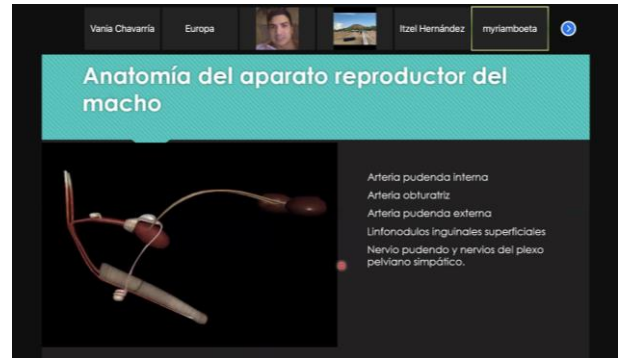 Vania Chavarría
Europa
Itzel Hernández
myriamboeta
Anatomía del aparato reproductor del
macho
Arteria pudenda interna
Arteria obturatriz
Arteria pudenda externa
Linfonodulos inguinales superficiales
Nervio pudendo y nervios del plexo
pelviano simpático.